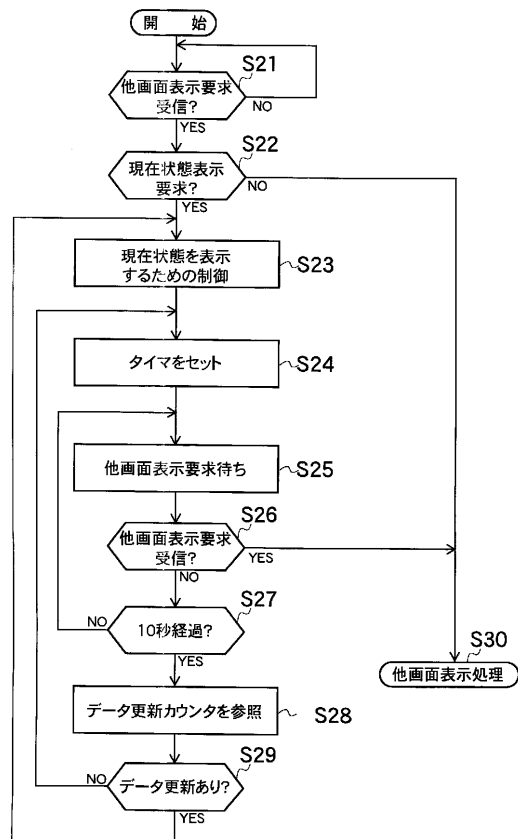 開 始
S21
他画面表示要求
受信?
NO
YES
S22
現在状態表示
要求?
NO
YES
現在状態を表示
するための制御
S23
タイマをセット
S24
他画面表示要求待ち
S25
S26
他画面表示要求
受信?
YES
NO
S27
NO
10秒経過?
YES
S30
他画面表示処理
データ更新カウンタを参照
S28
S29
NO
データ更新あり?
YES